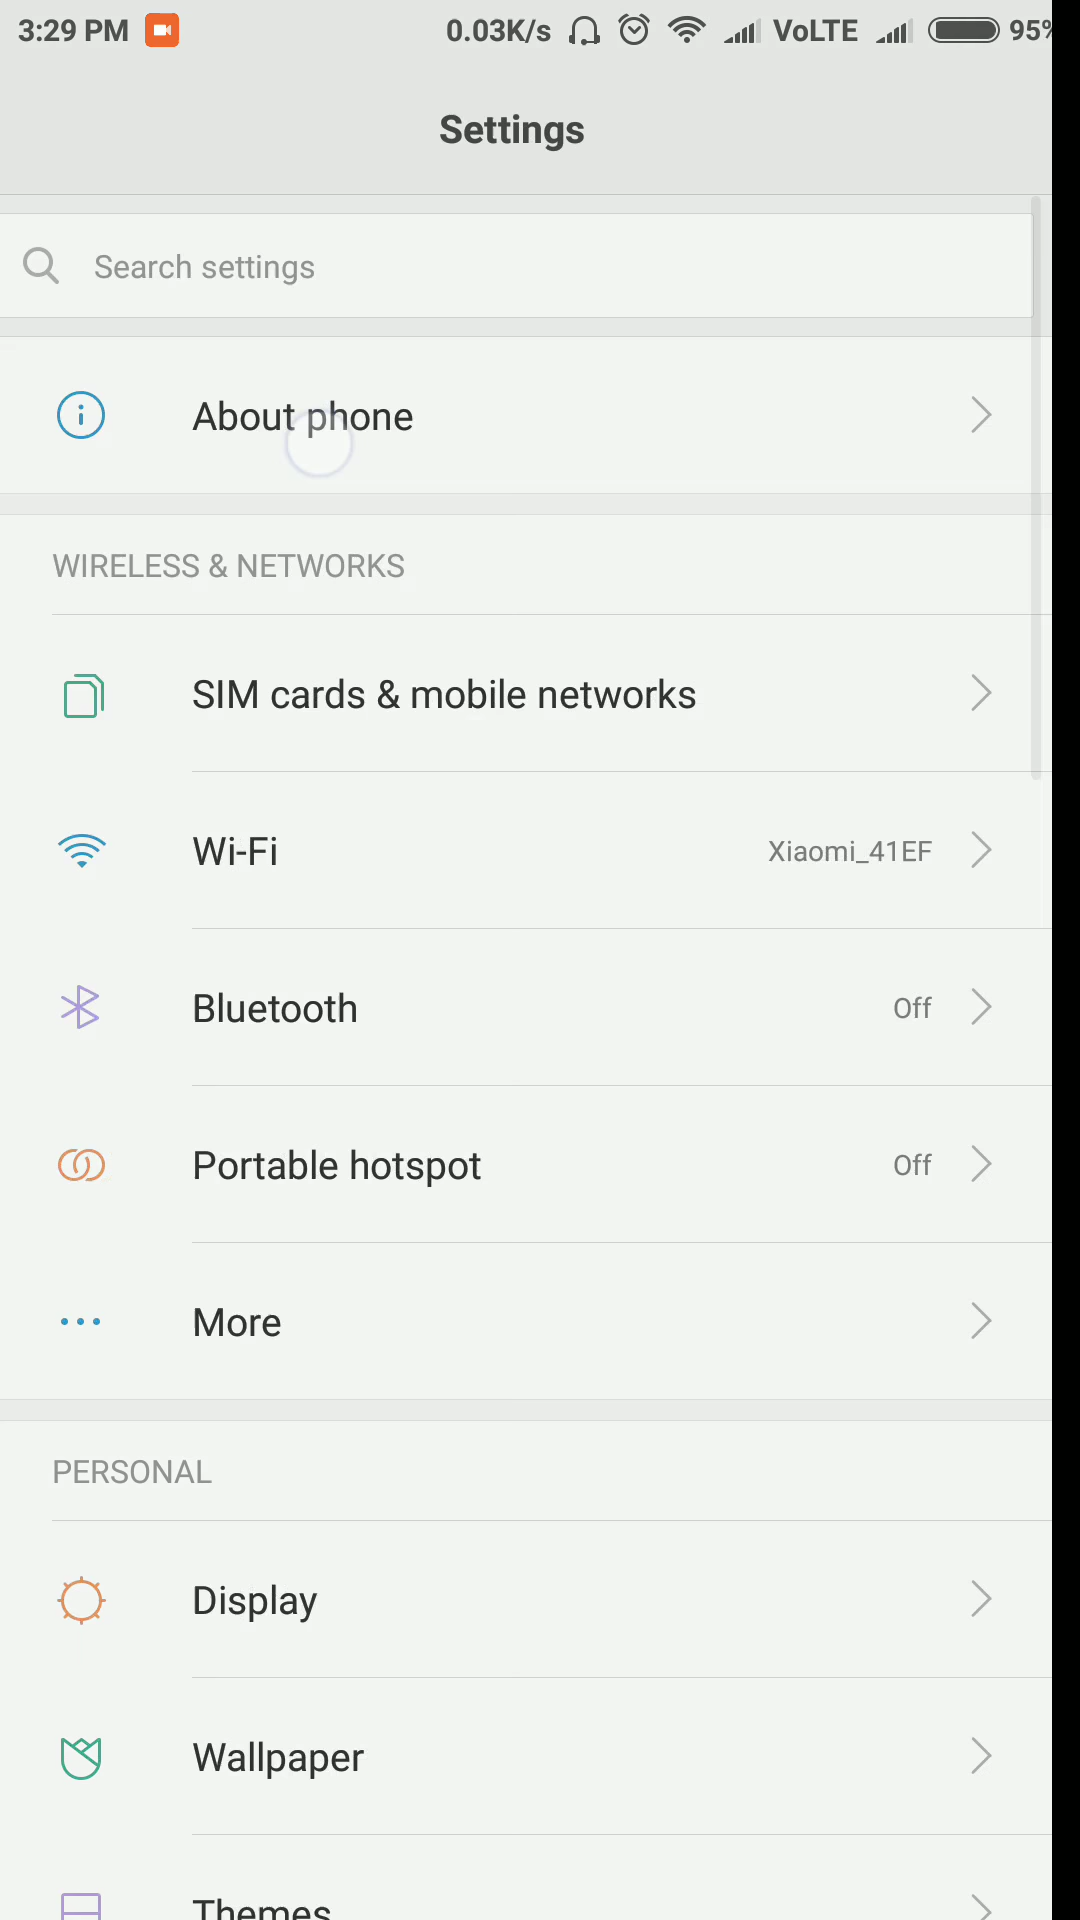 3:29 PM 0.03K/s VoLTE 95%
Settings
Search settings
About phone
WIRELESS & NETWORKS
SIM cards & mobile networks
Wi-Fi Xiaomi_41EF
Bluetooth Off
Portable hotspot Off
More
PERSONAL
Display
Wallpaper
Themes